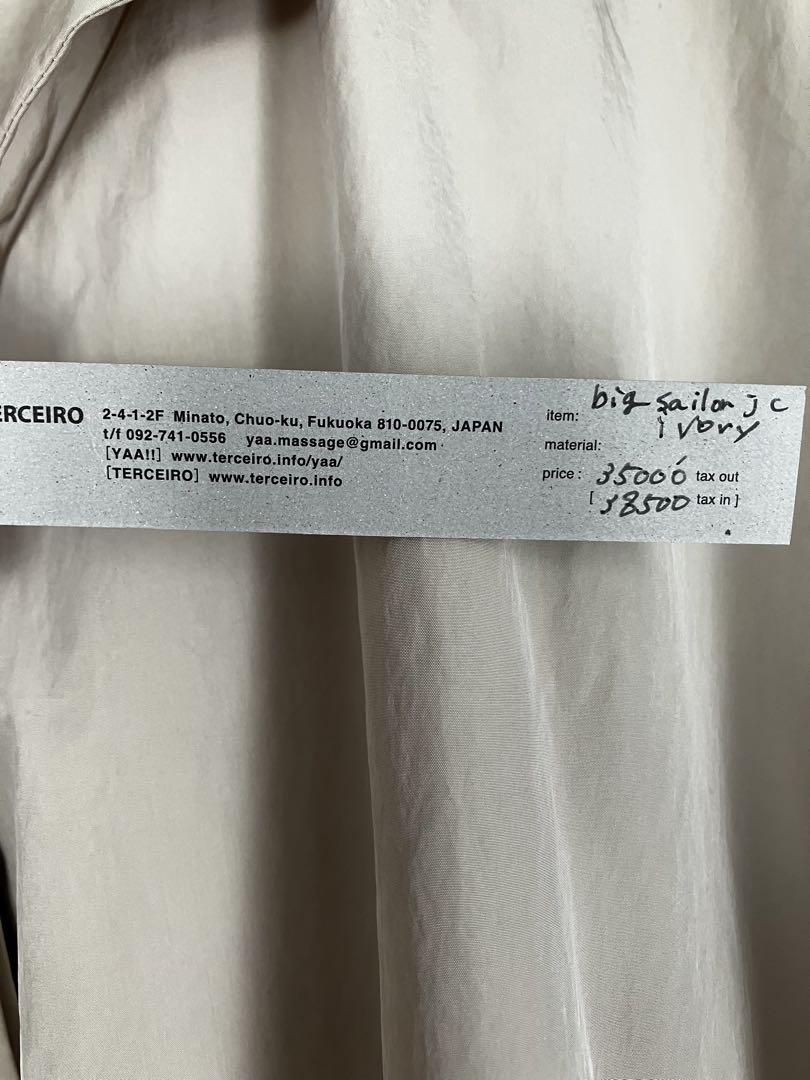 ERCEIRO
2-4-1-2F Minato, Chuo-ku, Fukuoka 810-0075, JAPAN
t/f 092-741-0556 yaa.massage@gmail.com
[YAA!!] www.terceiro.info/yaa/
[TERCEIRO] www.terceiro.info
item: big sailor j c
ivory
material:
price: 35000 tax out
[ 38500 tax in ]